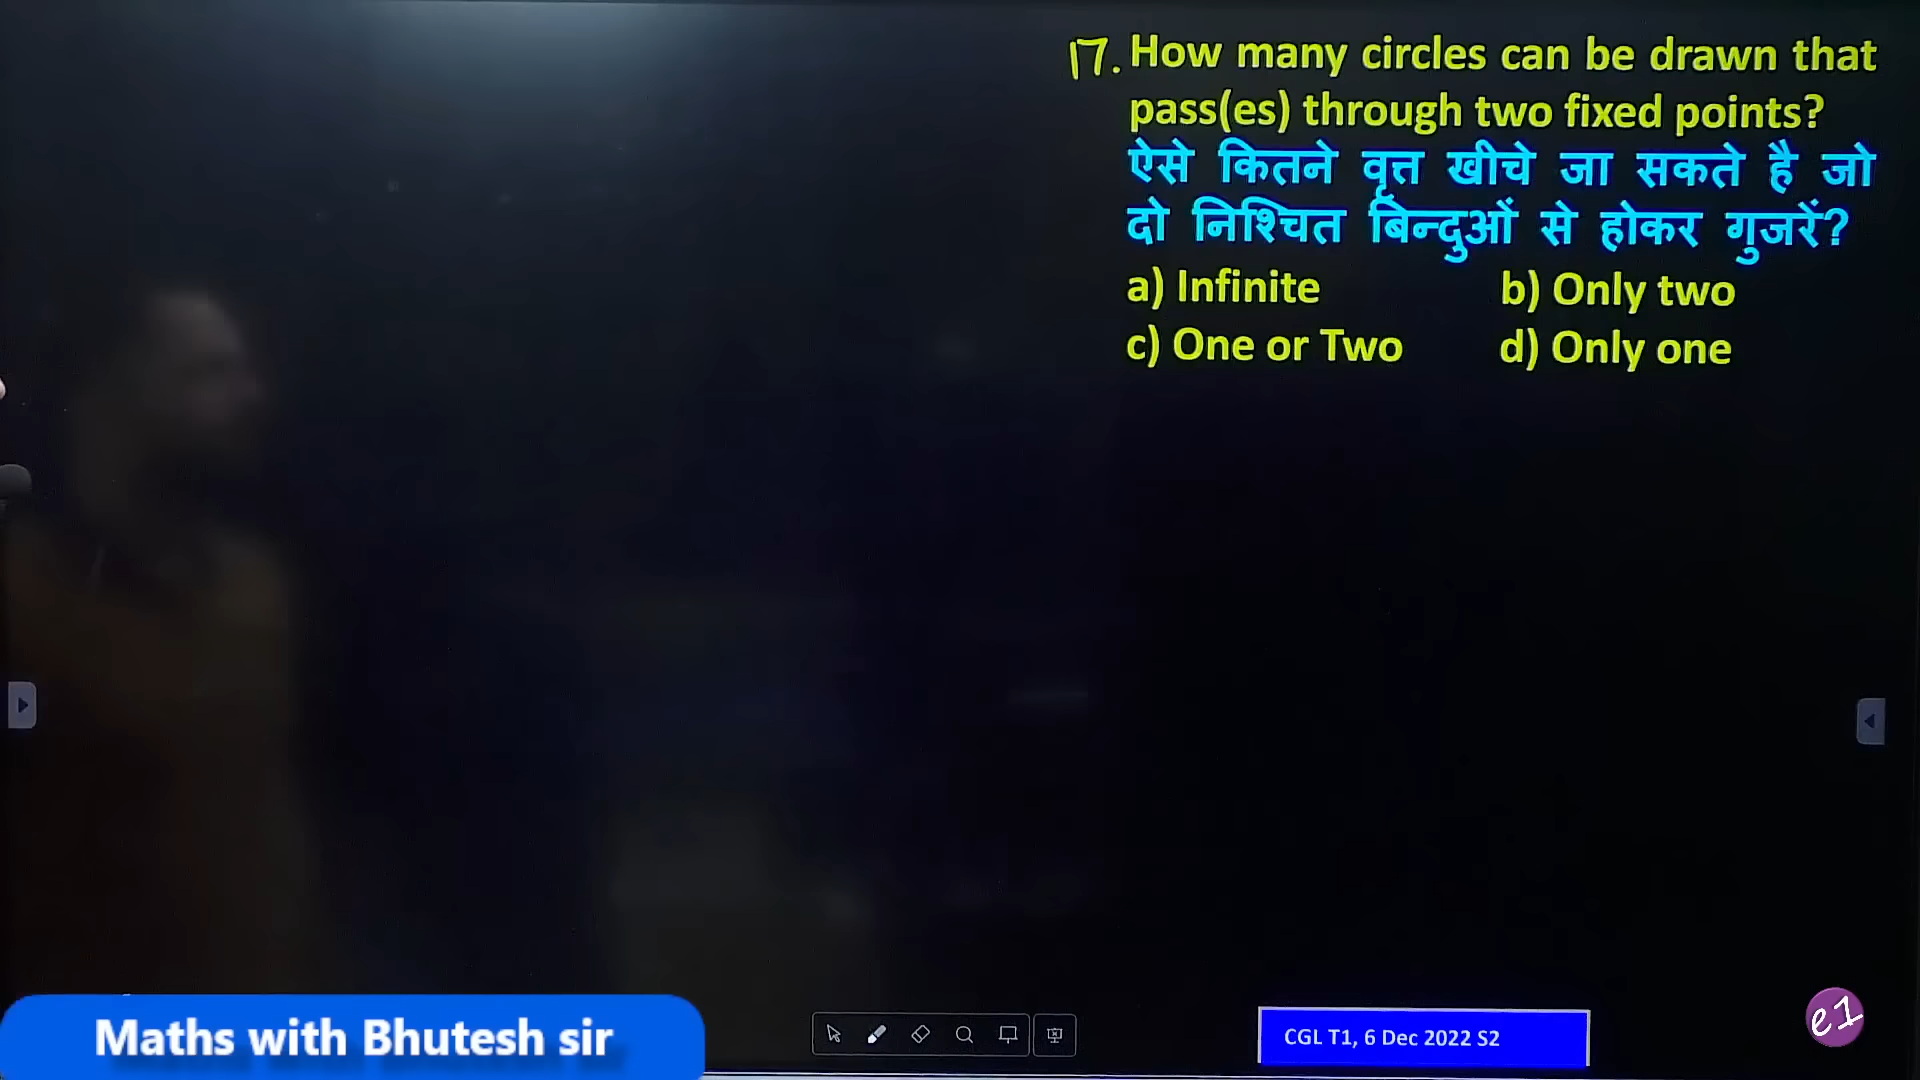 17. How many circles can be drawn that
pass(es) through two fixed points?
ऐसे कितने वृत्त खीचे जा सकते है जो
दो निश्चित बिन्दुओं से होकर गुजरें?
a) Infinite b) Only two
c) One or Two d) Only one
Maths with Bhutesh sir
CGL T1, 6 Dec 2022 S2
e1